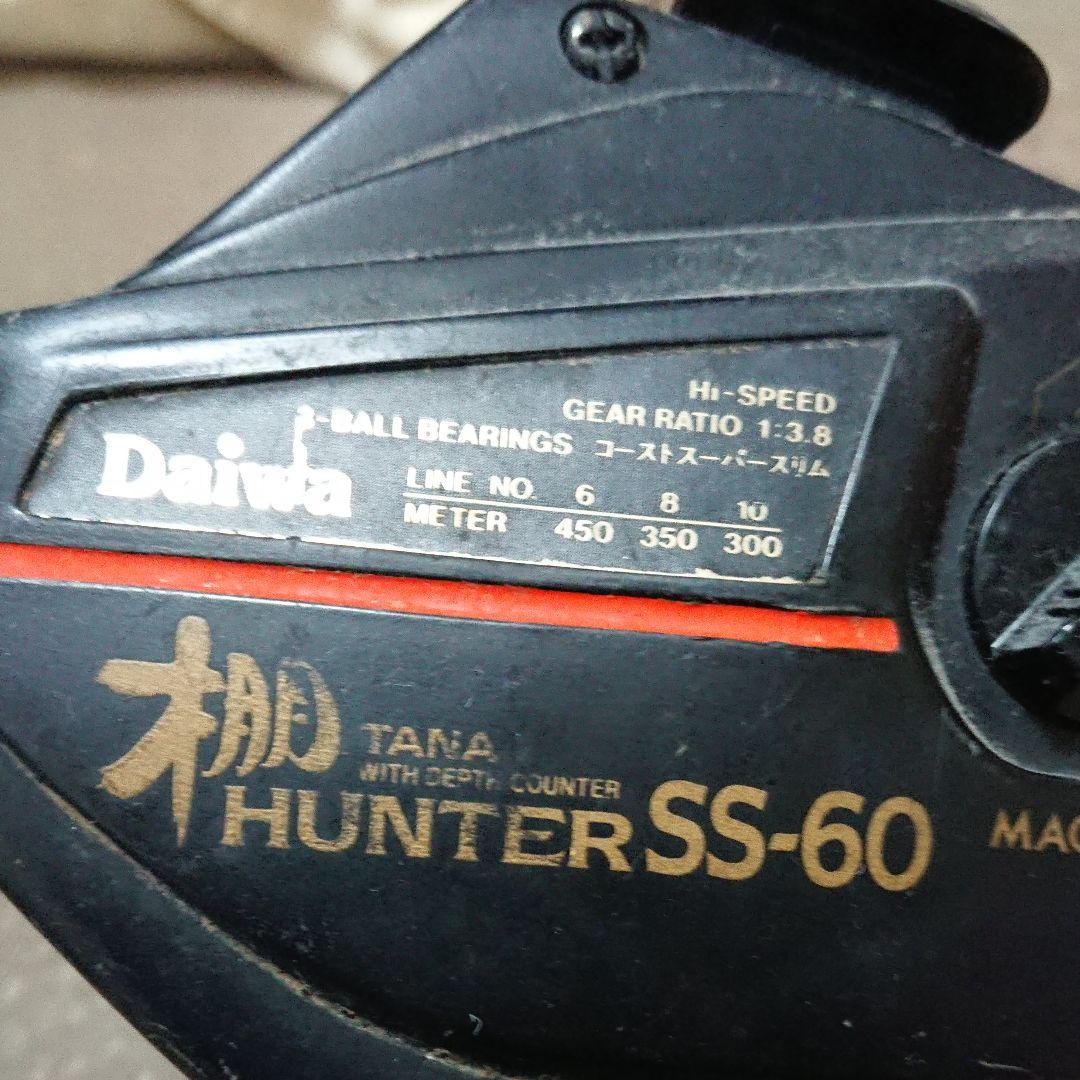 Hi-SPEED
GEAR RATIO 1:3.8
-BALL BEARINGS コーストスーパースリム
Daiwa
LINE NO. 6 8 10
METER 450 350 300
棚 TANA
WITH DEPTH COUNTER
HUNTER SS-60
MAG